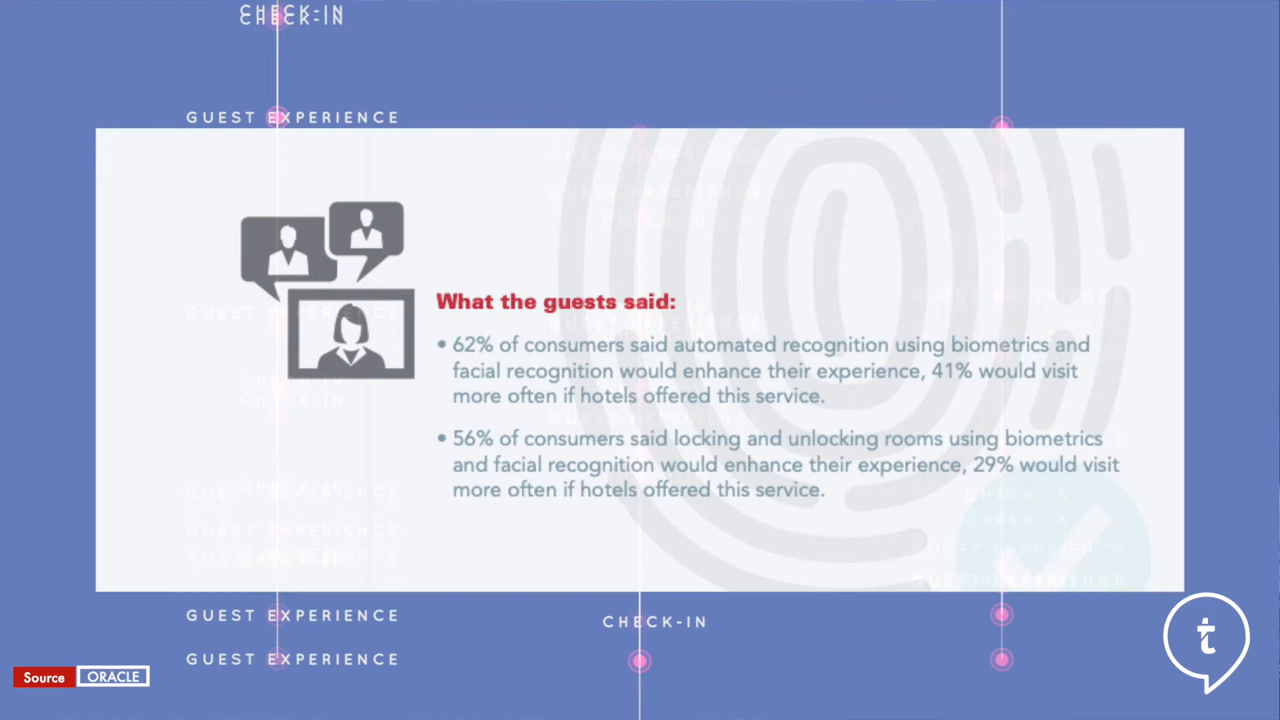 CHECK-IN
GUEST EXPERIENCE
What the guests said:
• 62% of consumers said automated recognition using biometrics and
facial recognition would enhance their experience, 41% would visit
more often if hotels offered this service.
• 56% of consumers said locking and unlocking rooms using biometrics
and facial recognition would enhance their experience, 29% would visit
more often if hotels offered this service.
GUEST EXPERIENCE
CHECK-IN
GUEST EXPERIENCE
Source ORACLE
t